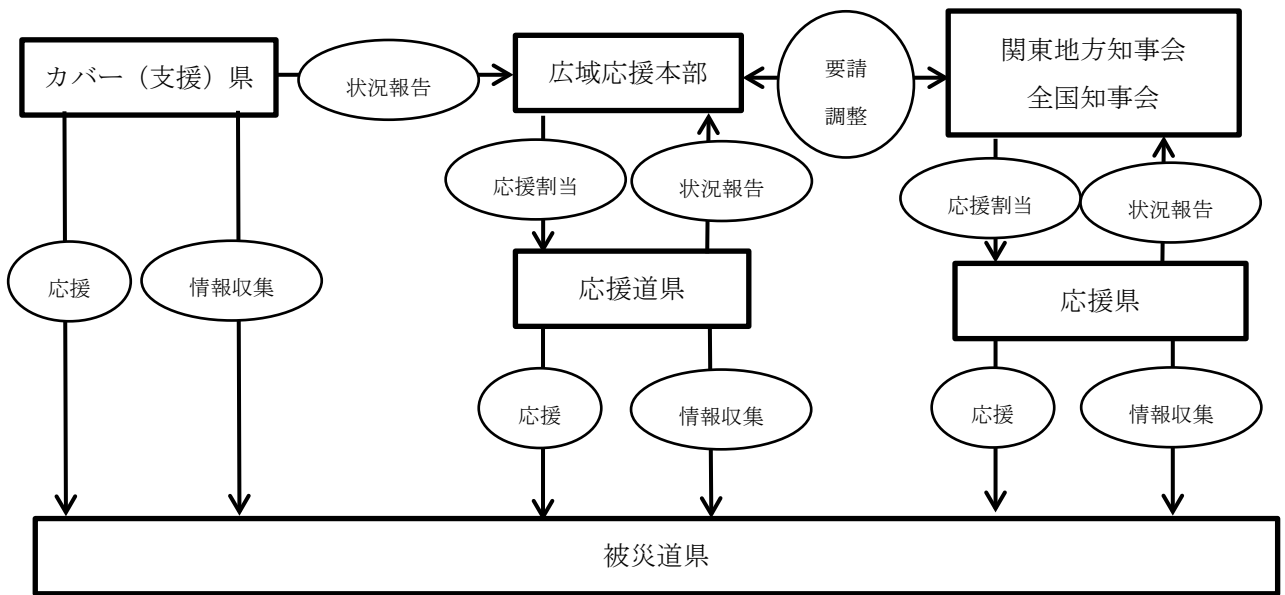 カバー（支援）県
状況報告
広域応援本部
要請
調整
関東地方知事会
全国知事会
応援割当
状況報告
応援割当
状況報告
応援
情報収集
応援道県
応援県
応援
情報収集
応援
情報収集
被災道県